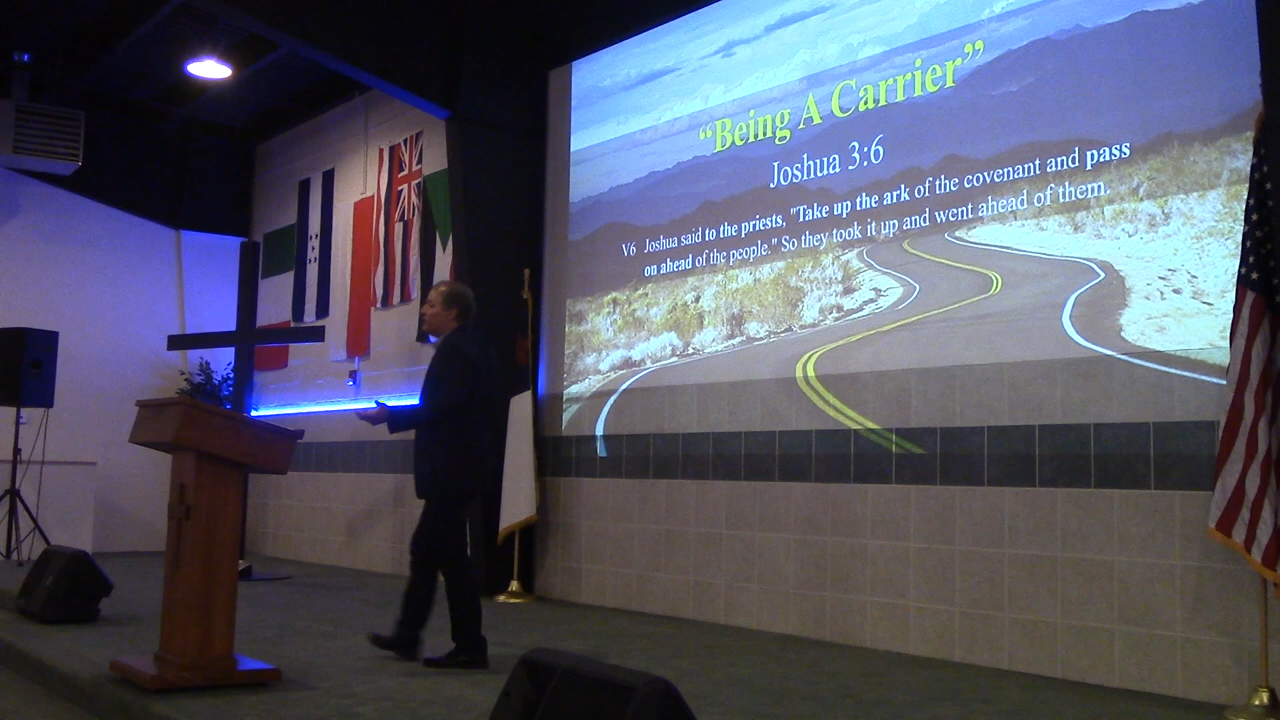 “Being A Carrier”
Joshua 3:6
V6 Joshua said to the priests, "Take up the ark of the covenant and pass
on ahead of the people." So they took it up and went ahead of them.